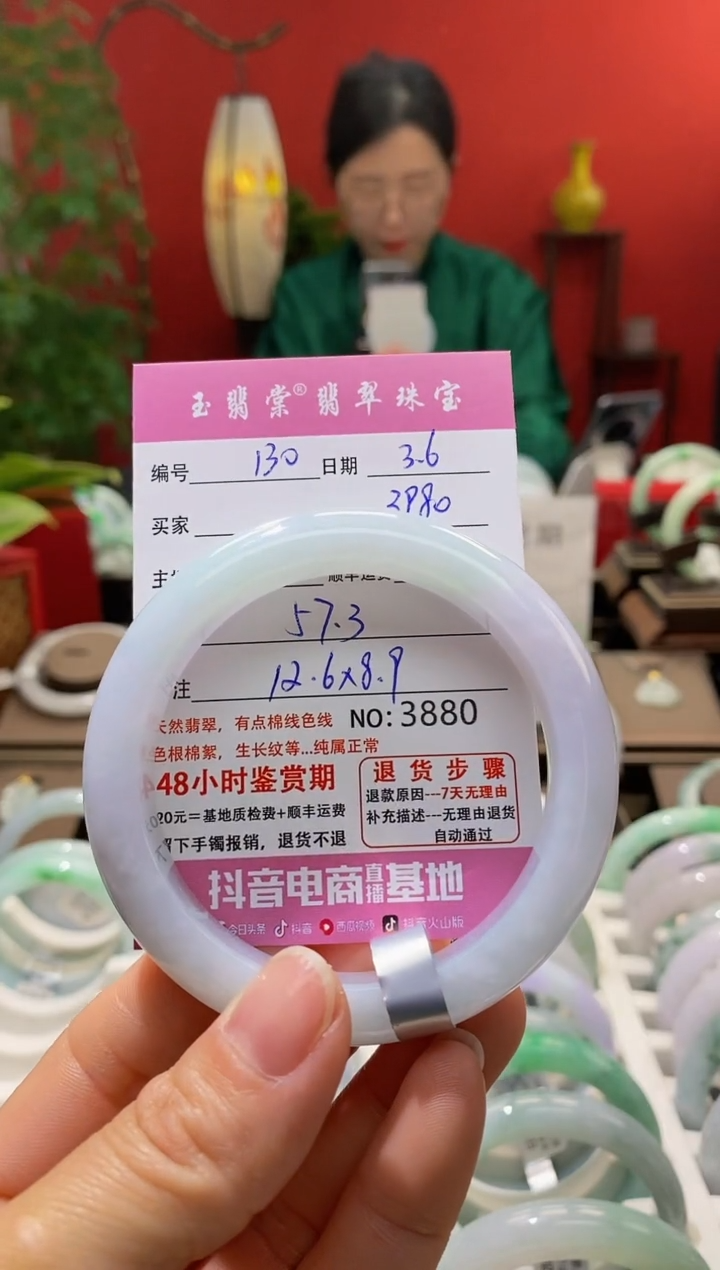 玉翡棠®翡翠珠宝
编号 130 日期 3.6
2980
买家
顺丰运费
57.3
注 12.6x8.9
天然翡翠，有点棉线色线 NO:3880
色根棉絮，生长纹等...纯属正常
48小时鉴赏期
退货步骤
退款原因---7天无理由
补充描述---无理由退货
自动通过
20元＝基地质检费+顺丰运费
下手镯报销，退货不退
抖音电商直播基地
今日头条 抖音 西瓜视频 抖音火山版